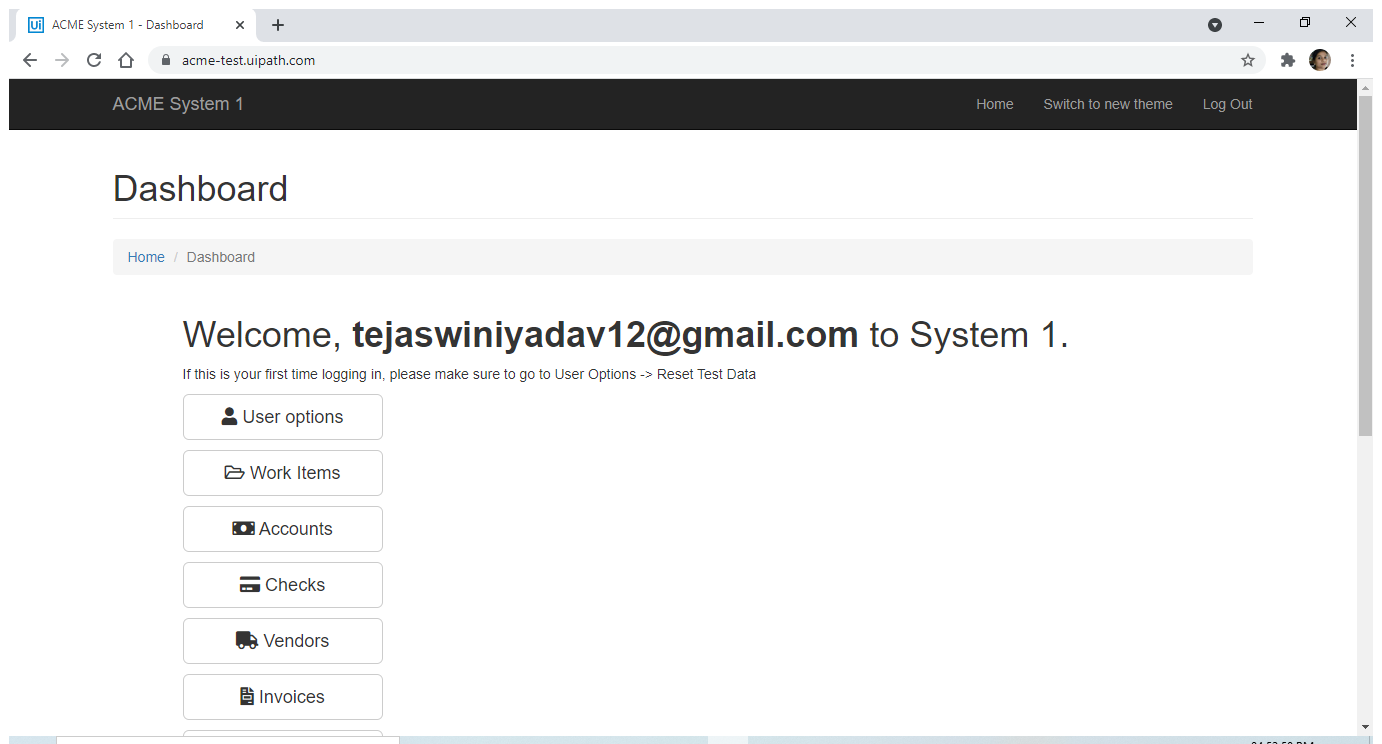 Ui ACME System 1 - Dashboard
acme-test.uipath.com
ACME System 1 Home Switch to new theme Log Out
Dashboard
Home / Dashboard
Welcome, tejaswiniyadav12@gmail.com to System 1.
If this is your first time logging in, please make sure to go to User Options -> Reset Test Data
User options
Work Items
Accounts
Checks
Vendors
Invoices